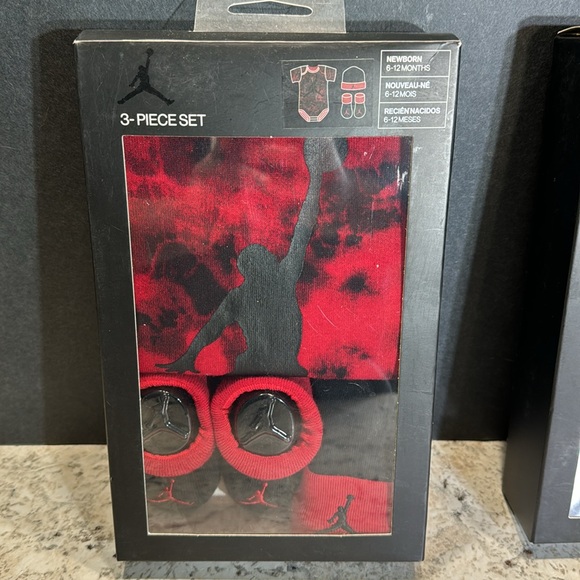 3- PIECE SET
NEWBORN
6-12 MONTHS
NOUVEAU-NÉ
6-12 MOIS
RECIÉN NACIDOS
6-12 MESES